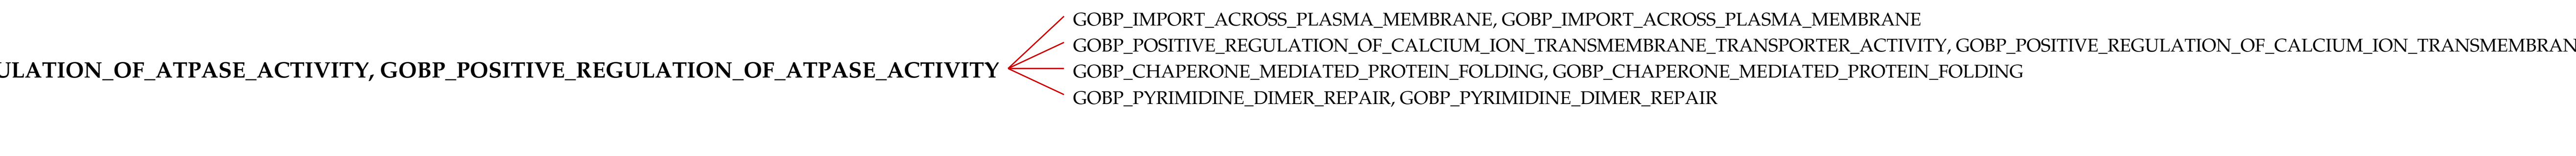 GOBP_IMPORT_ACROSS_PLASMA_MEMBRANE, GOBP_IMPORT_ACROSS_PLASMA_MEMBRANE
GOBP_POSITIVE_REGULATION_OF_CALCIUM_ION_TRANSMEMBRANE_TRANSPORTER_ACTIVITY, GOBP_POSITIVE_REGULATION_OF_CALCIUM_ION_TRANSMEMBRAN
ULATION_OF_ATPASE_ACTIVITY, GOBP_POSITIVE_REGULATION_OF_ATPASE_ACTIVITY
GOBP_CHAPERONE_MEDIATED_PROTEIN_FOLDING, GOBP_CHAPERONE_MEDIATED_PROTEIN_FOLDING
GOBP_PYRIMIDINE_DIMER_REPAIR, GOBP_PYRIMIDINE_DIMER_REPAIR